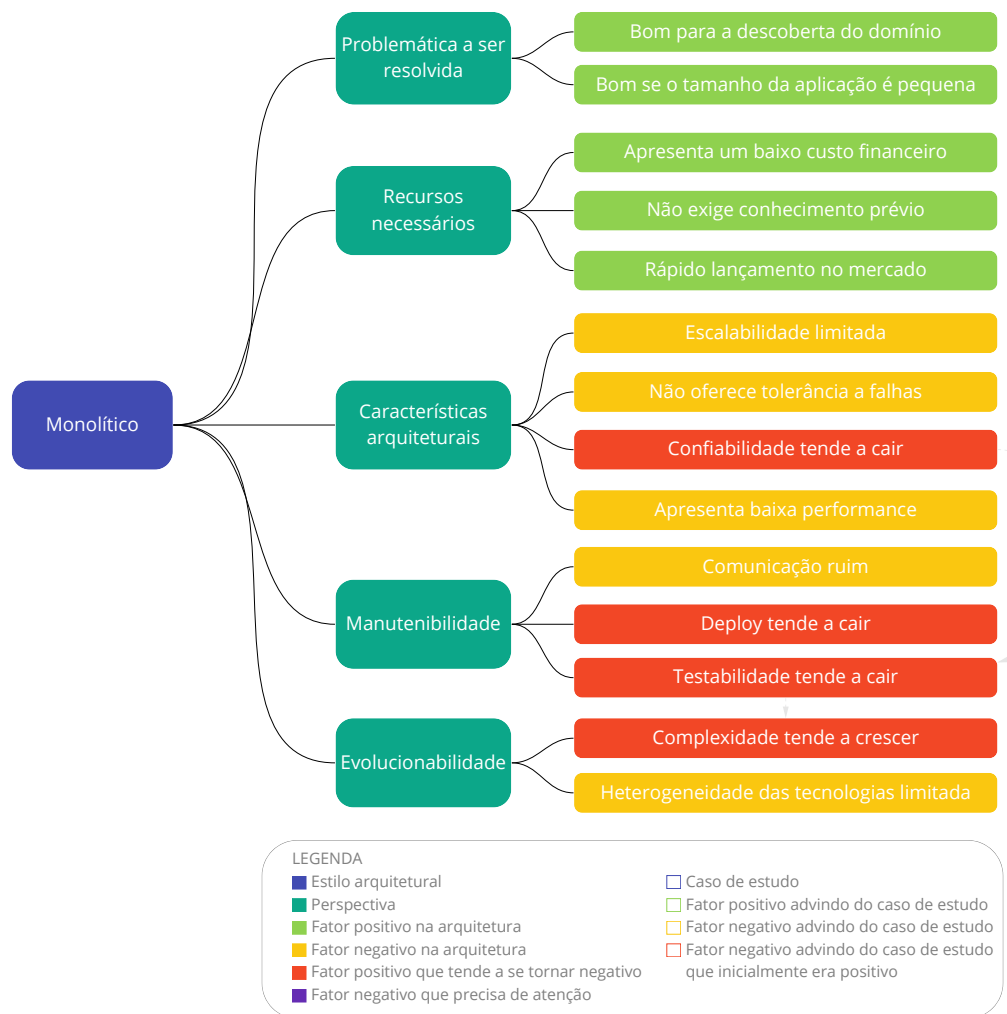 Monolítico
Problemática a ser
resolvida
Bom para a descoberta do domínio
Bom se o tamanho da aplicação é pequena
Recursos
necessários
Apresenta um baixo custo financeiro
Não exige conhecimento prévio
Rápido lançamento no mercado
Características
arquiteturais
Escalabilidade limitada
Não oferece tolerância a falhas
Confiabilidade tende a cair
Apresenta baixa performance
Manutenibilidade
Comunicação ruim
Deploy tende a cair
Testabilidade tende a cair
Evolucionabilidade
Complexidade tende a crescer
Heterogeneidade das tecnologias limitada
LEGENDA
Estilo arquitetural
Perspectiva
Fator positivo na arquitetura
Fator negativo na arquitetura
Fator positivo que tende a se tornar negativo
Fator negativo que precisa de atenção
Caso de estudo
Fator positivo advindo do caso de estudo
Fator negativo advindo do caso de estudo
Fator negativo advindo do caso de estudo
que inicialmente era positivo